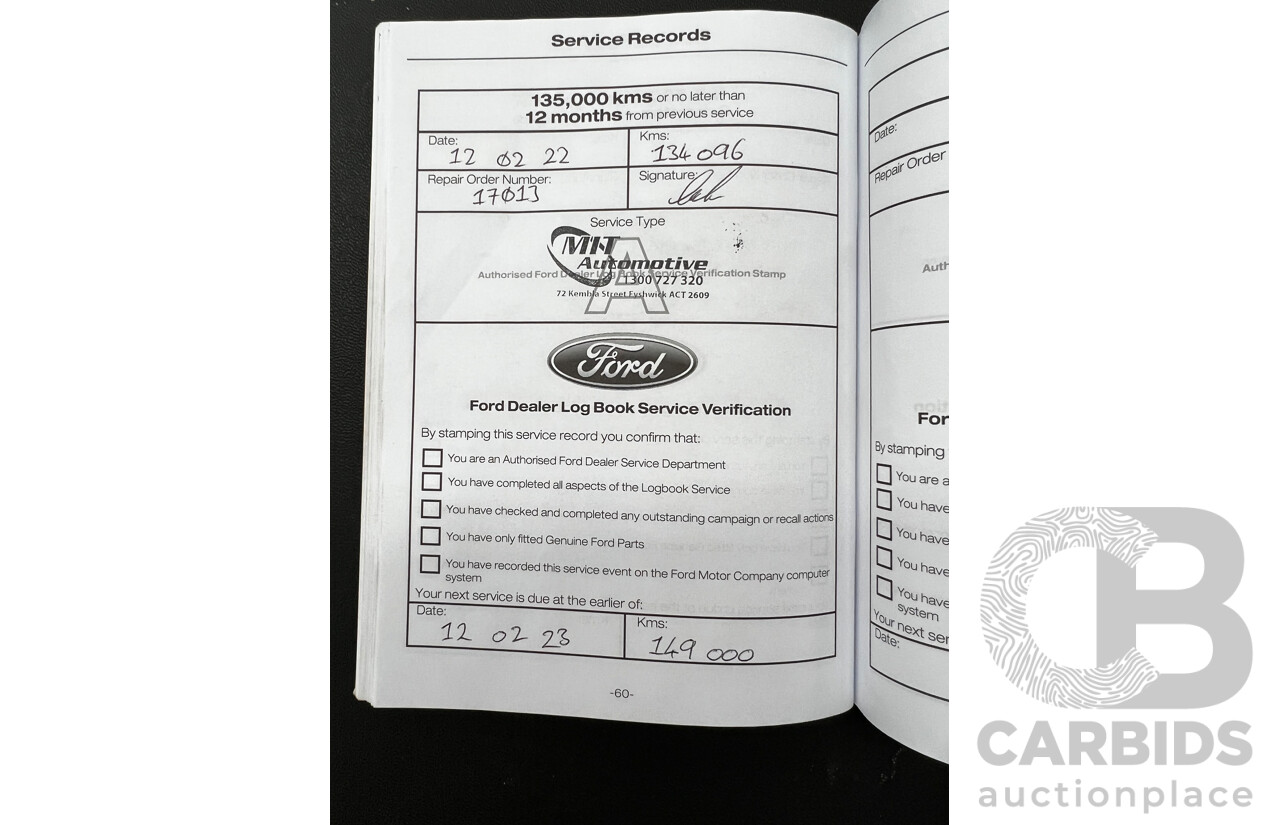 Service Records
135,000 kms or no later than
12 months from previous service
Date:
12 02 22
Kms:
134 096
Repair Order Number:
17013
Signature:
Service Type
A
MHT
Automotive
Authorised Ford Dealer Log Book Service Verification Stamp
1300 727 320
72 Kembla Street Fyshwick ACT 2609
Ford
Ford Dealer Log Book Service Verification
By stamping this service record you confirm that:
You are an Authorised Ford Dealer Service Department
You have completed all aspects of the Logbook Service
You have checked and completed any outstanding campaign or recall actions
You have only fitted Genuine Ford Parts
You have recorded this service event on the Ford Motor Company computer
system
Your next service is due at the earlier of:
Date:
12 02 23
Kms:
149 000
-60-
Date:
Repair Order
Auth
For
By stamping
You are a
You have
You have
You have
You have
system
Your next ser
Date:
CB
CARBIDS
auctionplace